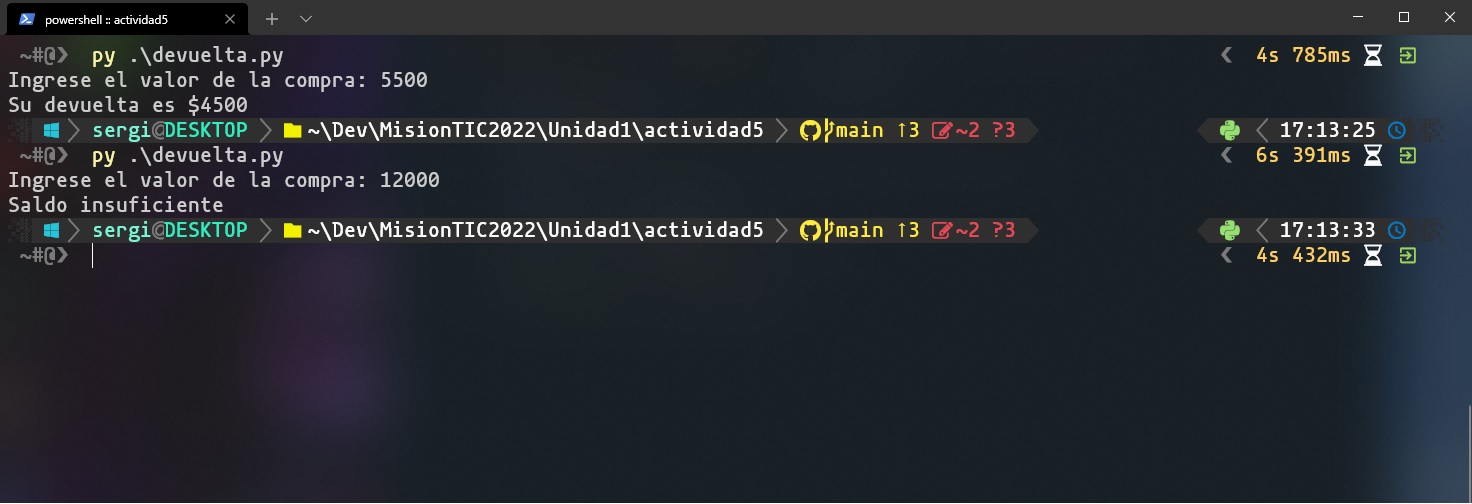 powershell :: actividad5
~#@❯ py .\devuelta.py 4s 785ms
Ingrese el valor de la compra: 5500
Su devuelta es $4500
sergi@DESKTOP ~\Dev\MisionTIC2022\Unidad1\actividad5 main ↑3 ~2 ?3 17:13:25
~#@❯ py .\devuelta.py 6s 391ms
Ingrese el valor de la compra: 12000
Saldo insuficiente
sergi@DESKTOP ~\Dev\MisionTIC2022\Unidad1\actividad5 main ↑3 ~2 ?3 17:13:33
~#@❯ 4s 432ms